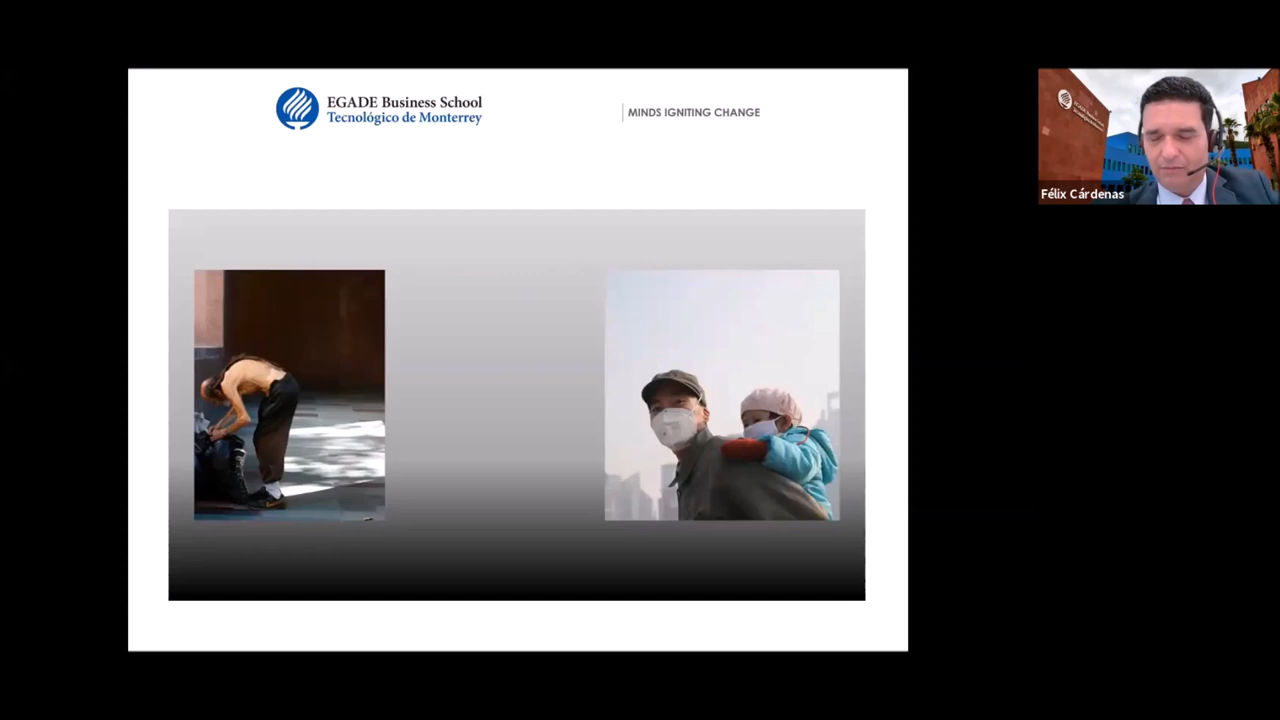 EGADE Business School
Tecnológico de Monterrey
MINDS IGNITING CHANGE
Félix Cárdenas